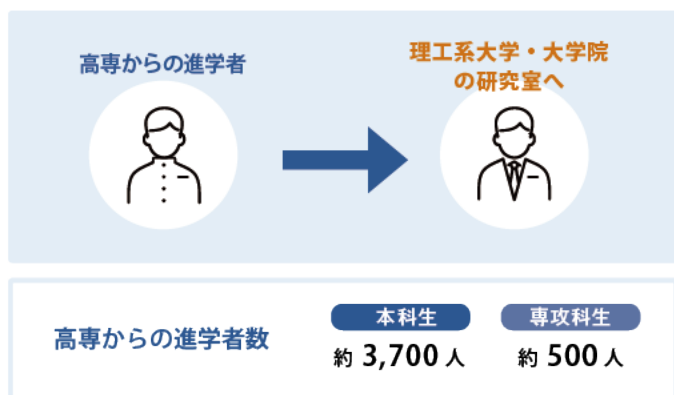 高専からの進学者
理工系大学・大学院
の研究室へ
高専からの進学者数
本科生
約 3,700 人
専攻科生
約 500 人